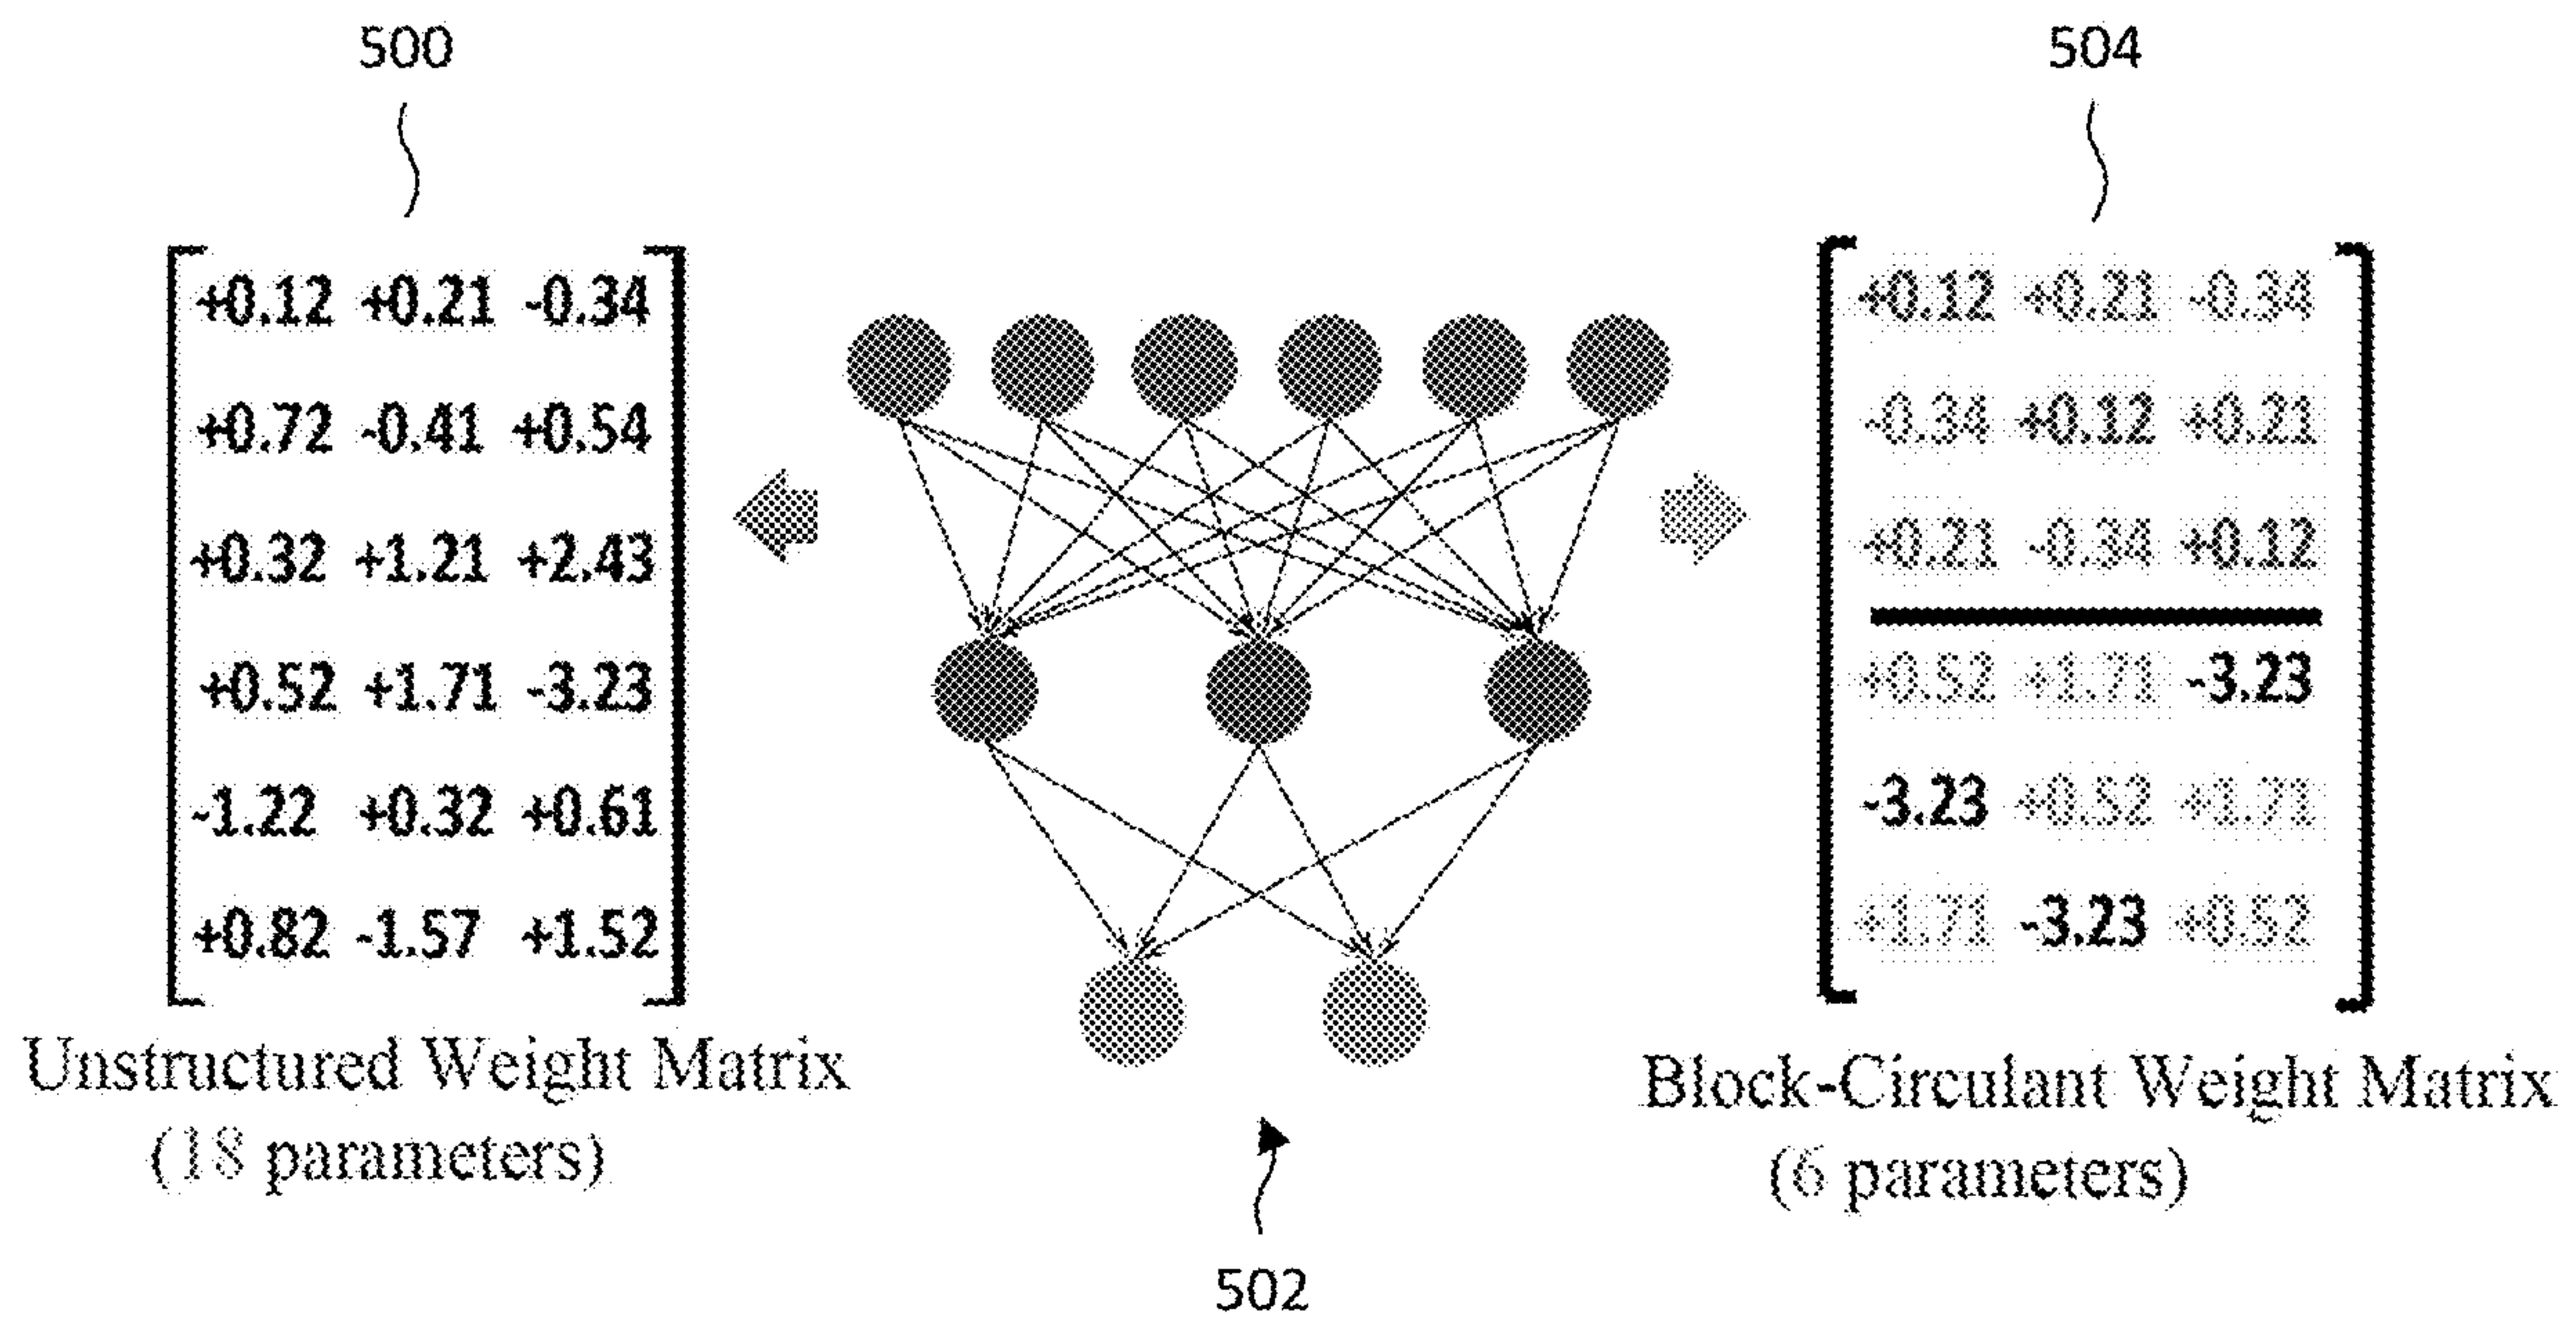 500
504
+0.12 +0.21 -0.34
+0.72 -0.41 +0.54
+0.32 +1.21 +2.43
+0.52 +1.71 -3.23
-1.22 +0.32 +0.61
+0.82 -1.57 +1.52
Unstructured Weight Matrix
(18 parameters)
+0.12 +0.21 -0.34
-0.34 +0.12 +0.21
+0.21 -0.34 +0.12
+0.52 +1.71 -3.23
-3.23 +0.52 +1.71
+1.71 -3.23 +0.52
Block-Circulant Weight Matrix
(6 parameters)
502